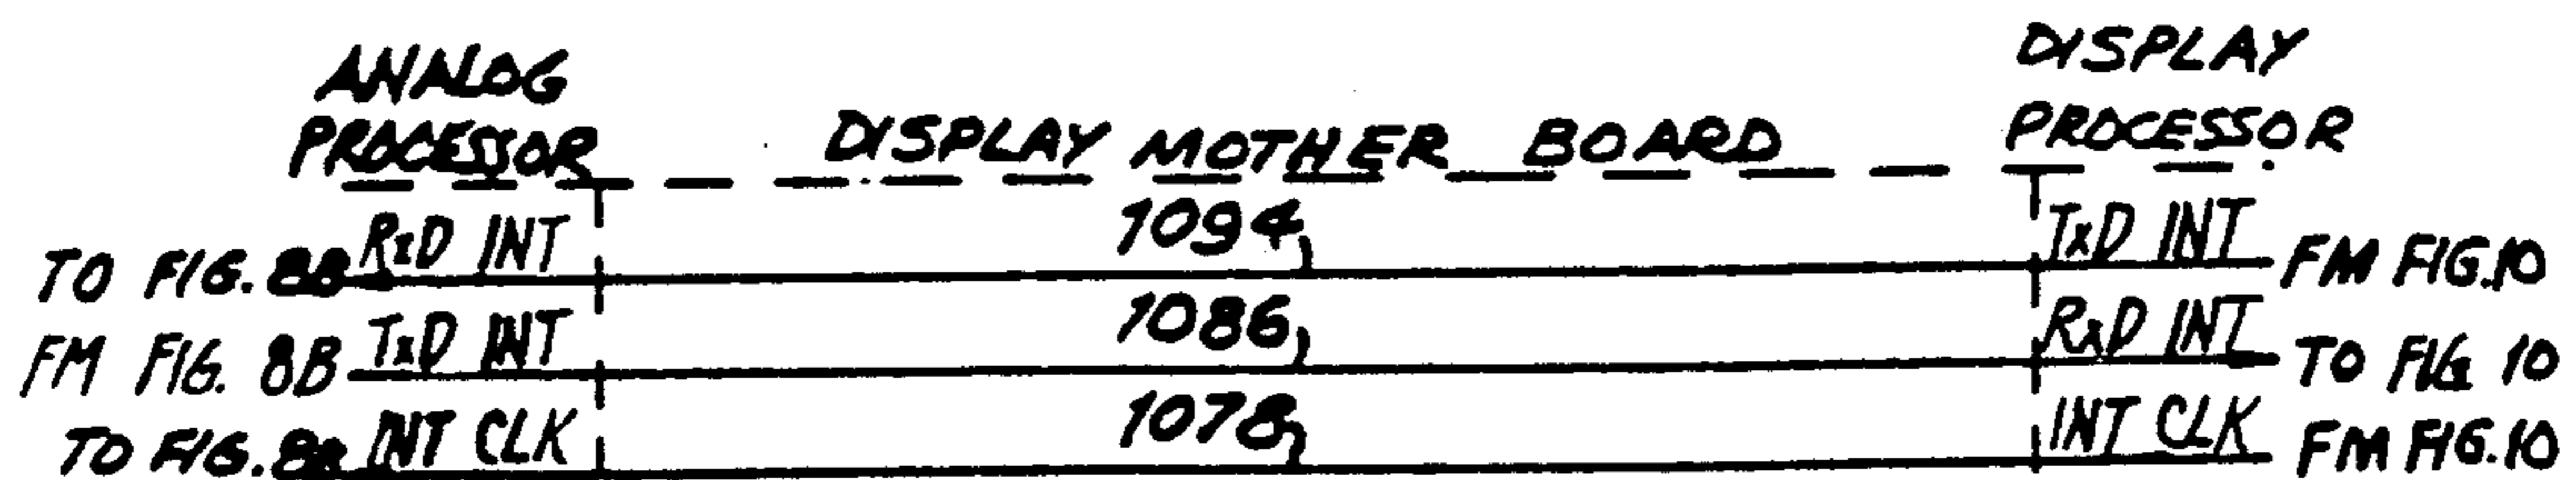 ANALOG
PROCESSOR
DISPLAY MOTHER BOARD
DISPLAY
PROCESSOR
TO FIG. 8B RxD INT 1094 TxD INT FM FIG.10
FM FIG. 8B TxD INT 1086 RxD INT TO FIG 10
TO FIG. 8B INT CLK 1078 INT CLK FM FIG.10